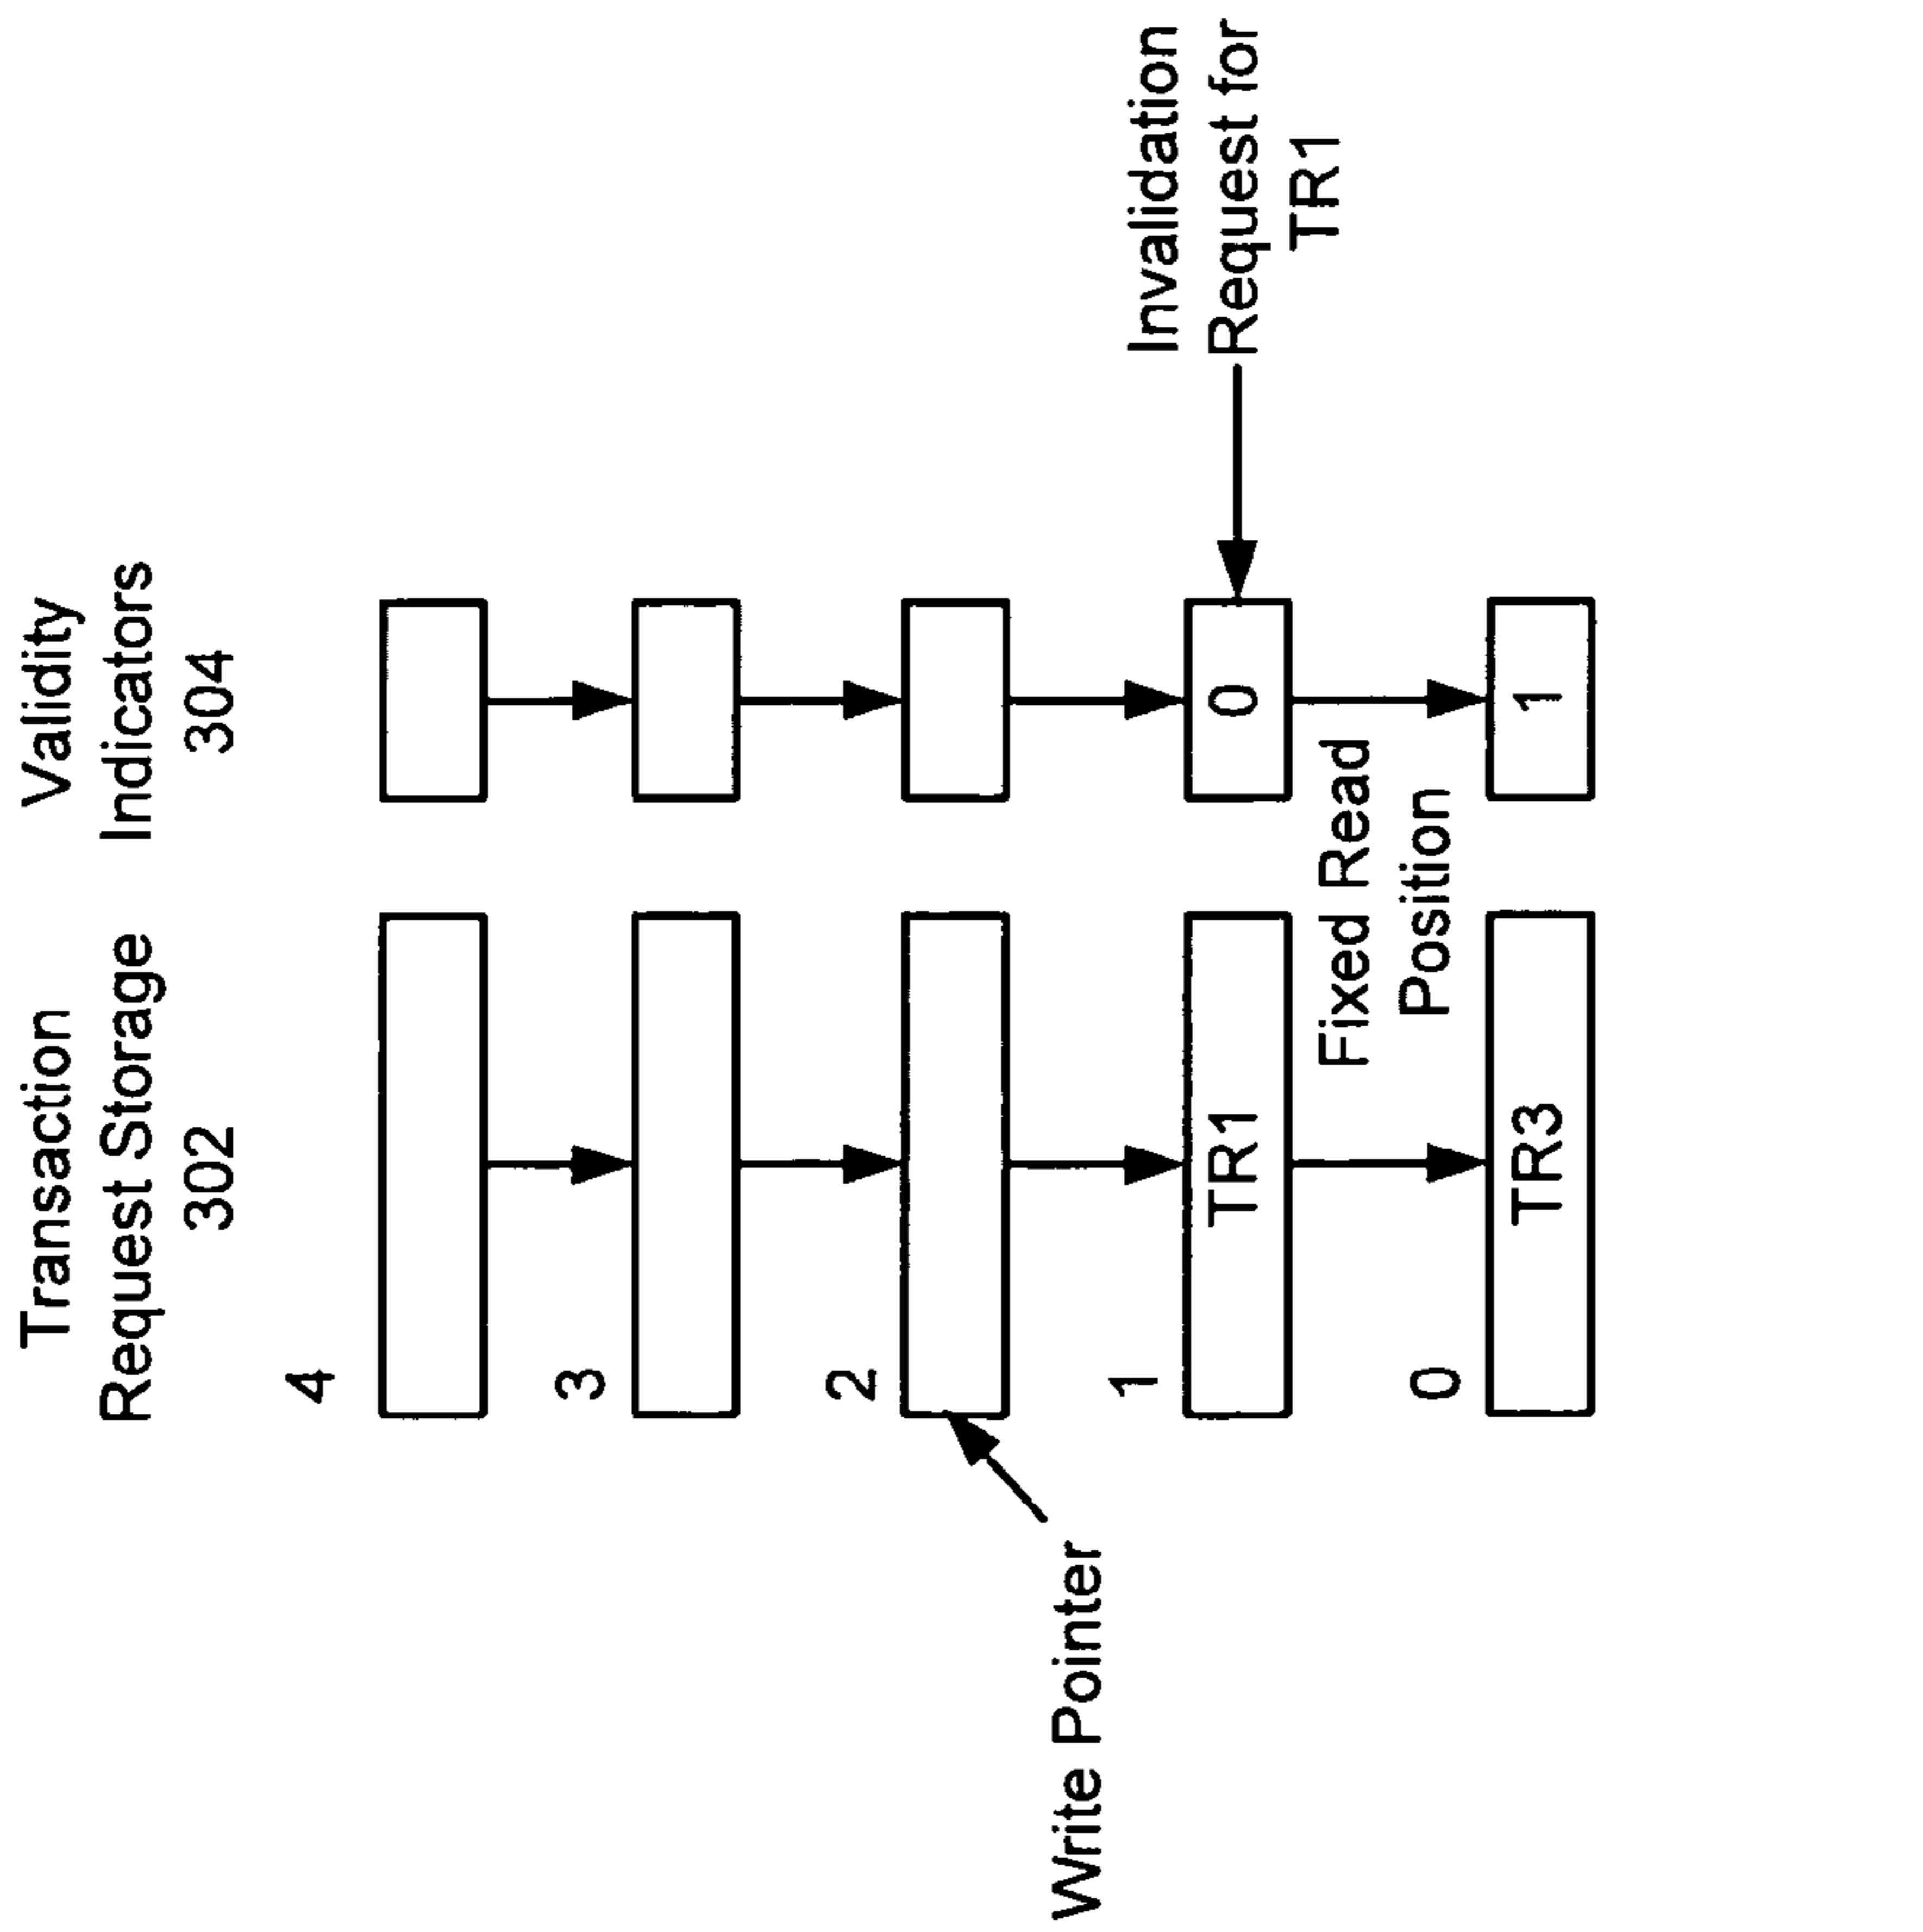 Transaction
Request Storage
302
Validity
Indicators
304
4
3
2
Write Pointer
1
TR1
0
Invalidation
Request for
TR1
Fixed Read
Position
0
TR3
1